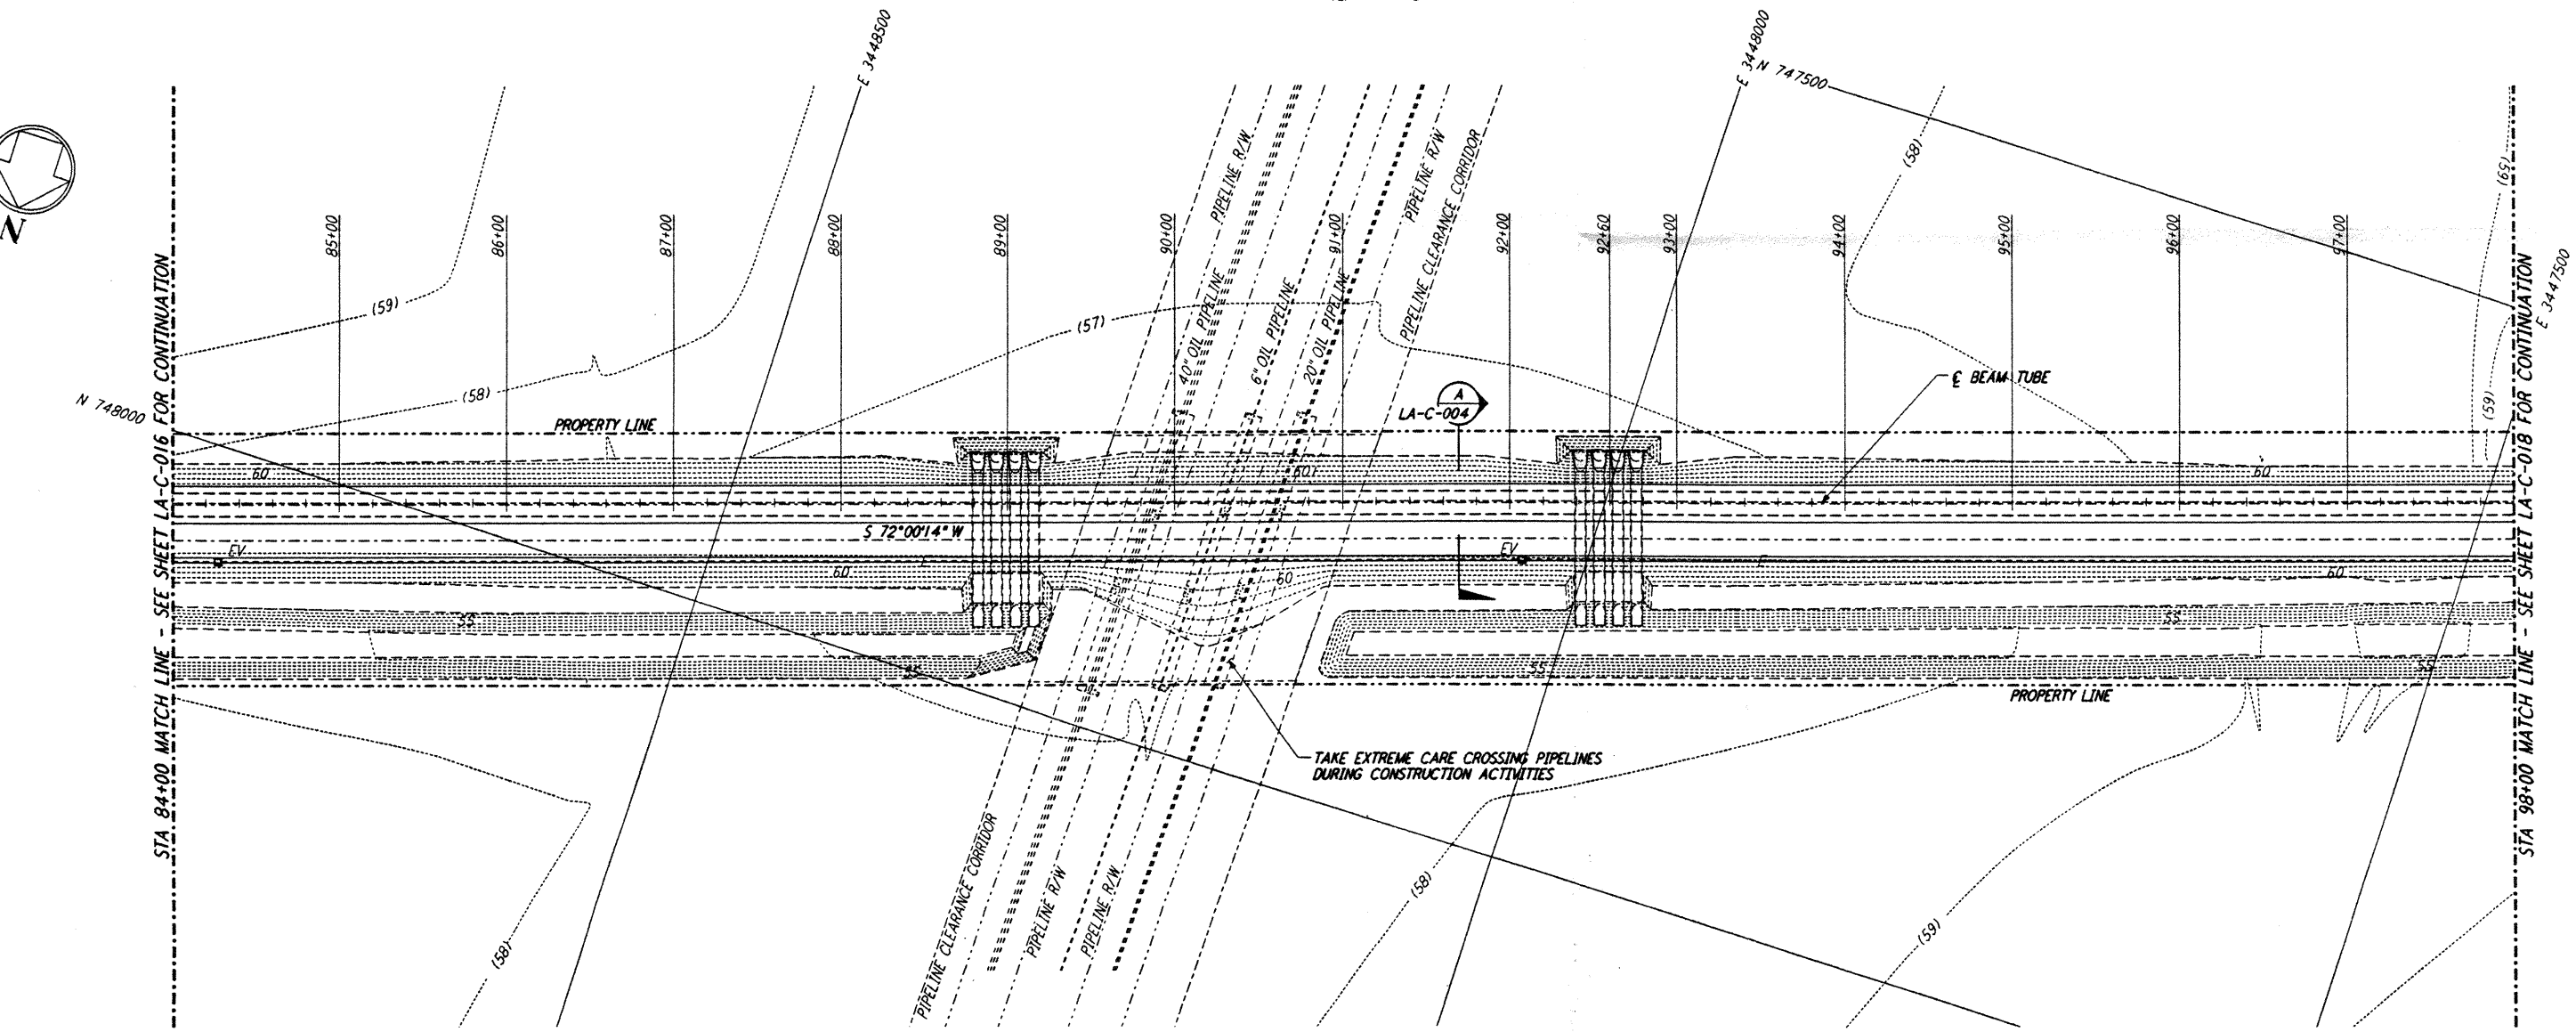 E 3448500
E 3448000
N 747500
N
STA 84+00 MATCH LINE - SEE SHEET LA-C-016 FOR CONTINUATION
85+00
86+00
87+00
88+00
89+00
90+00
91+00
92+00
92+60
93+00
94+00
95+00
96+00
97+00
STA 98+00 MATCH LINE - SEE SHEET LA-C-018 FOR CONTINUATION
E 3447500
PIPELINE R/W
PIPELINE R/W
PIPELINE CLEARANCE CORRIDOR
40" OIL PIPELINE
6" OIL PIPELINE
20" OIL PIPELINE
(58)
(59)
(59)
(57)
(58)
(59)
N 748000
PROPERTY LINE
A
LA-C-004
℄ BEAM TUBE
60
60
60
S 72°00'14" W
EV
E
EV
E
60
60
60
55
55
55
55
55
PROPERTY LINE
TAKE EXTREME CARE CROSSING PIPELINES
DURING CONSTRUCTION ACTIVITIES
PIPELINE CLEARANCE CORRIDOR
PIPELINE R/W
PIPELINE R/W
(58)
(58)
(59)